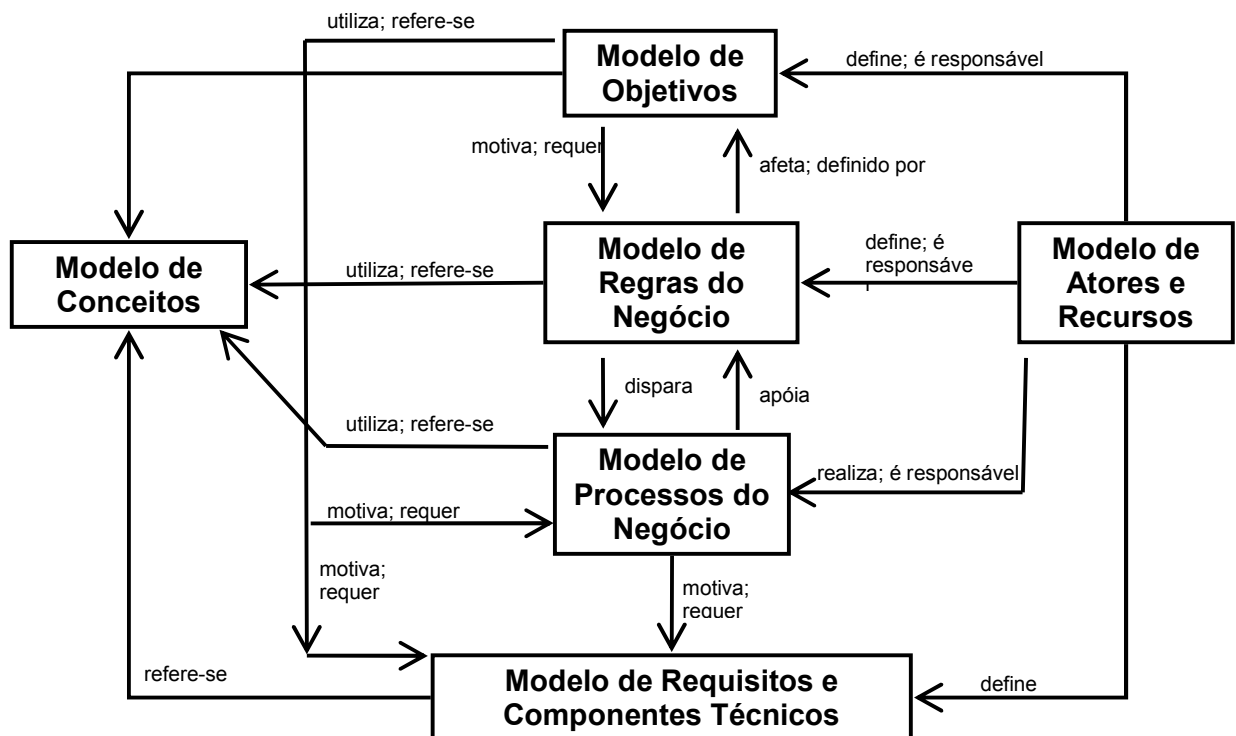 utiliza; refere-se
Modelo de
Objetivos
define; é responsável
motiva; requer
afeta; definido por
Modelo de
Conceitos
utiliza; refere-se
Modelo de
Regras do
Negócio
define; é
responsáve
Modelo de
Atores e
Recursos
dispara
apóia
utiliza; refere-se
Modelo de
Processos do
Negócio
realiza; é responsável
motiva; requer
motiva;
requer
motiva;
requer
refere-se
Modelo de Requisitos e
Componentes Técnicos
define